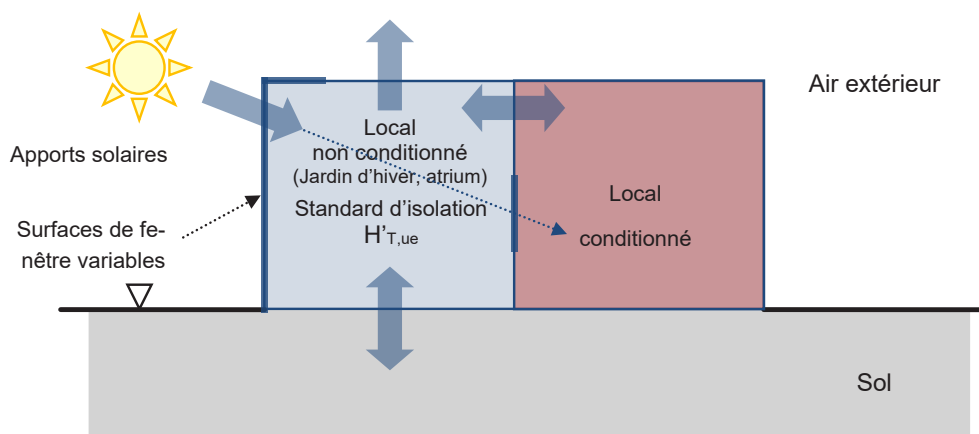 Air extérieur
Apports solaires
Surfaces de fe-
nêtre variables
Local
non conditionné
(Jardin d'hiver, atrium)
Standard d'isolation
H'T,ue
Local
conditionné
Sol